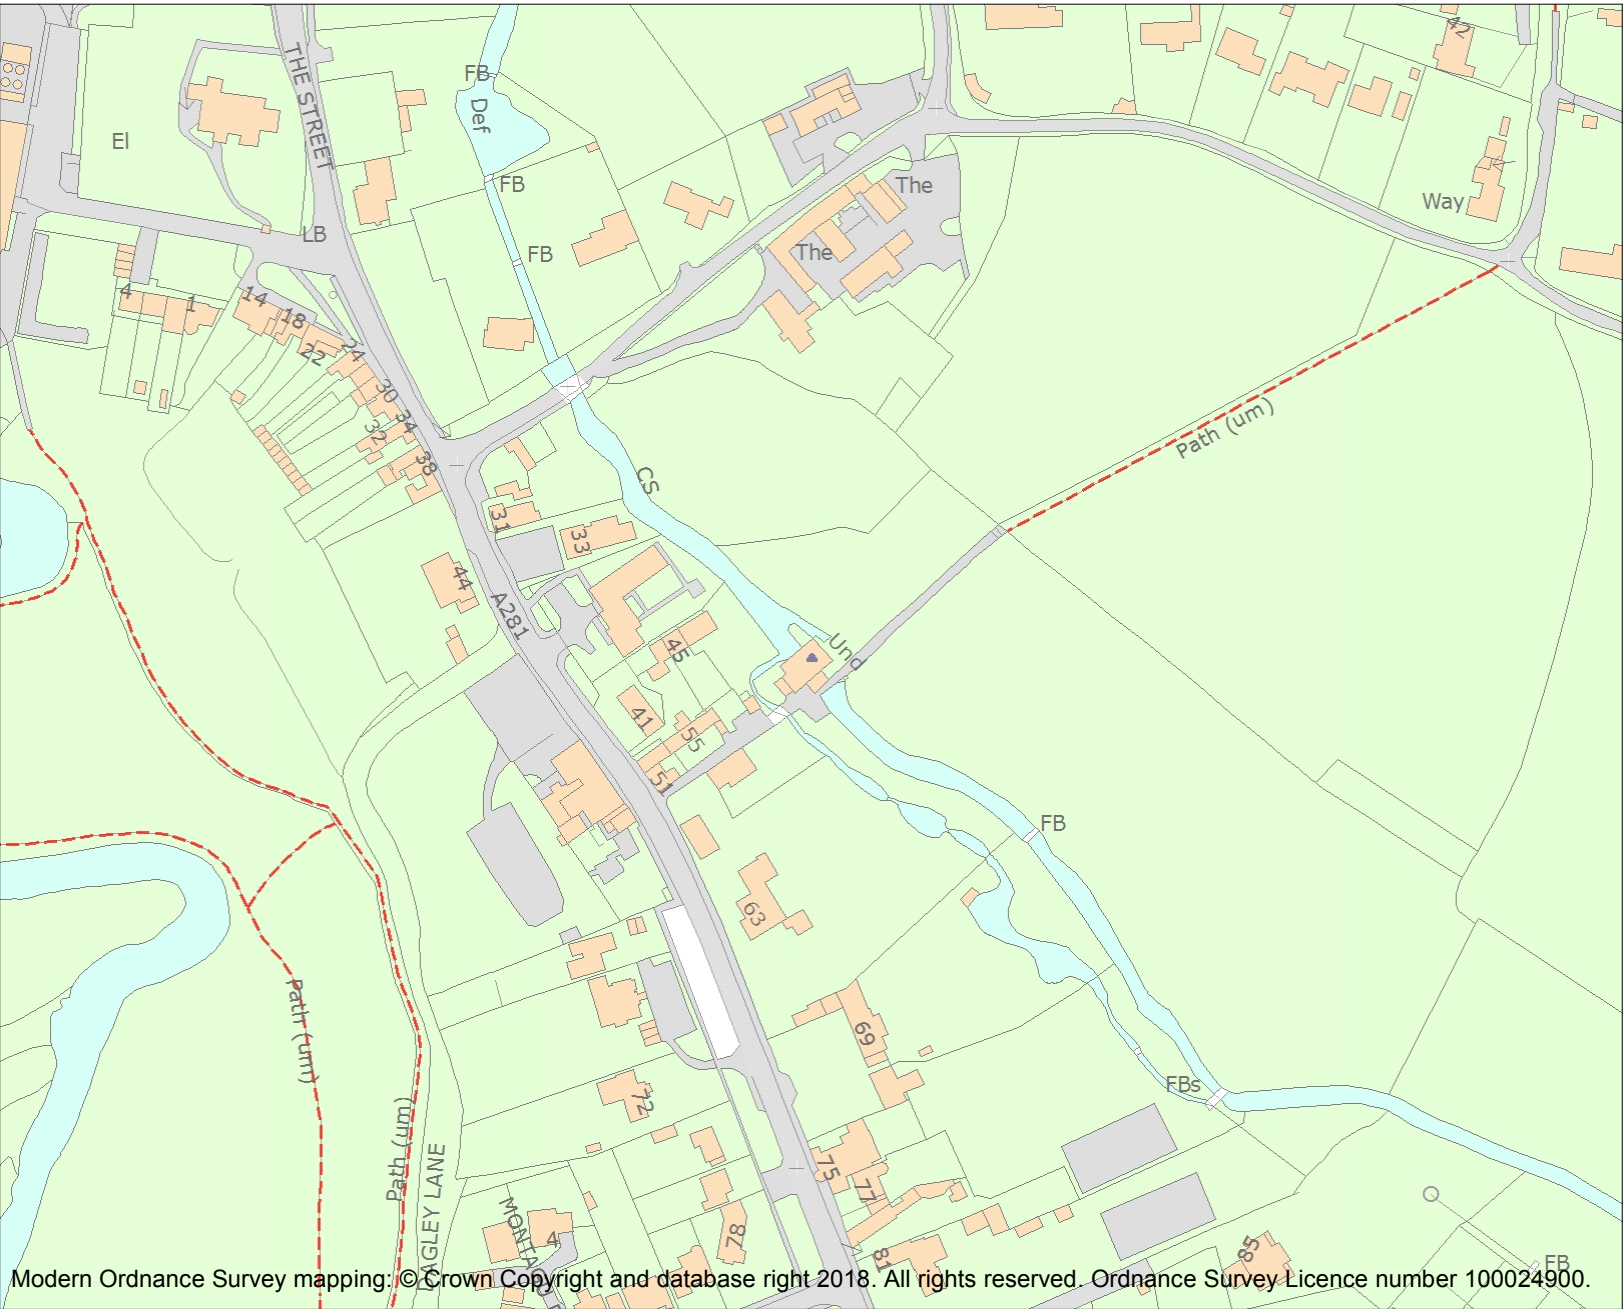 42
THE STREET
FB
Def
El
FB
The
Way
LB
FB
The
4
1
14
18
22
24
30
34
32
38
Path (um)
CS
31
33
44
A281
45
Und
41
55
51
FB
63
Path (um)
69
FBs
72
Path (um)
DAGLEY LANE
75
77
78
4
81
85
FB
Modern Ordnance Survey mapping: © Crown Copyright and database right 2018. All rights reserved. Ordnance Survey Licence number 100024900.